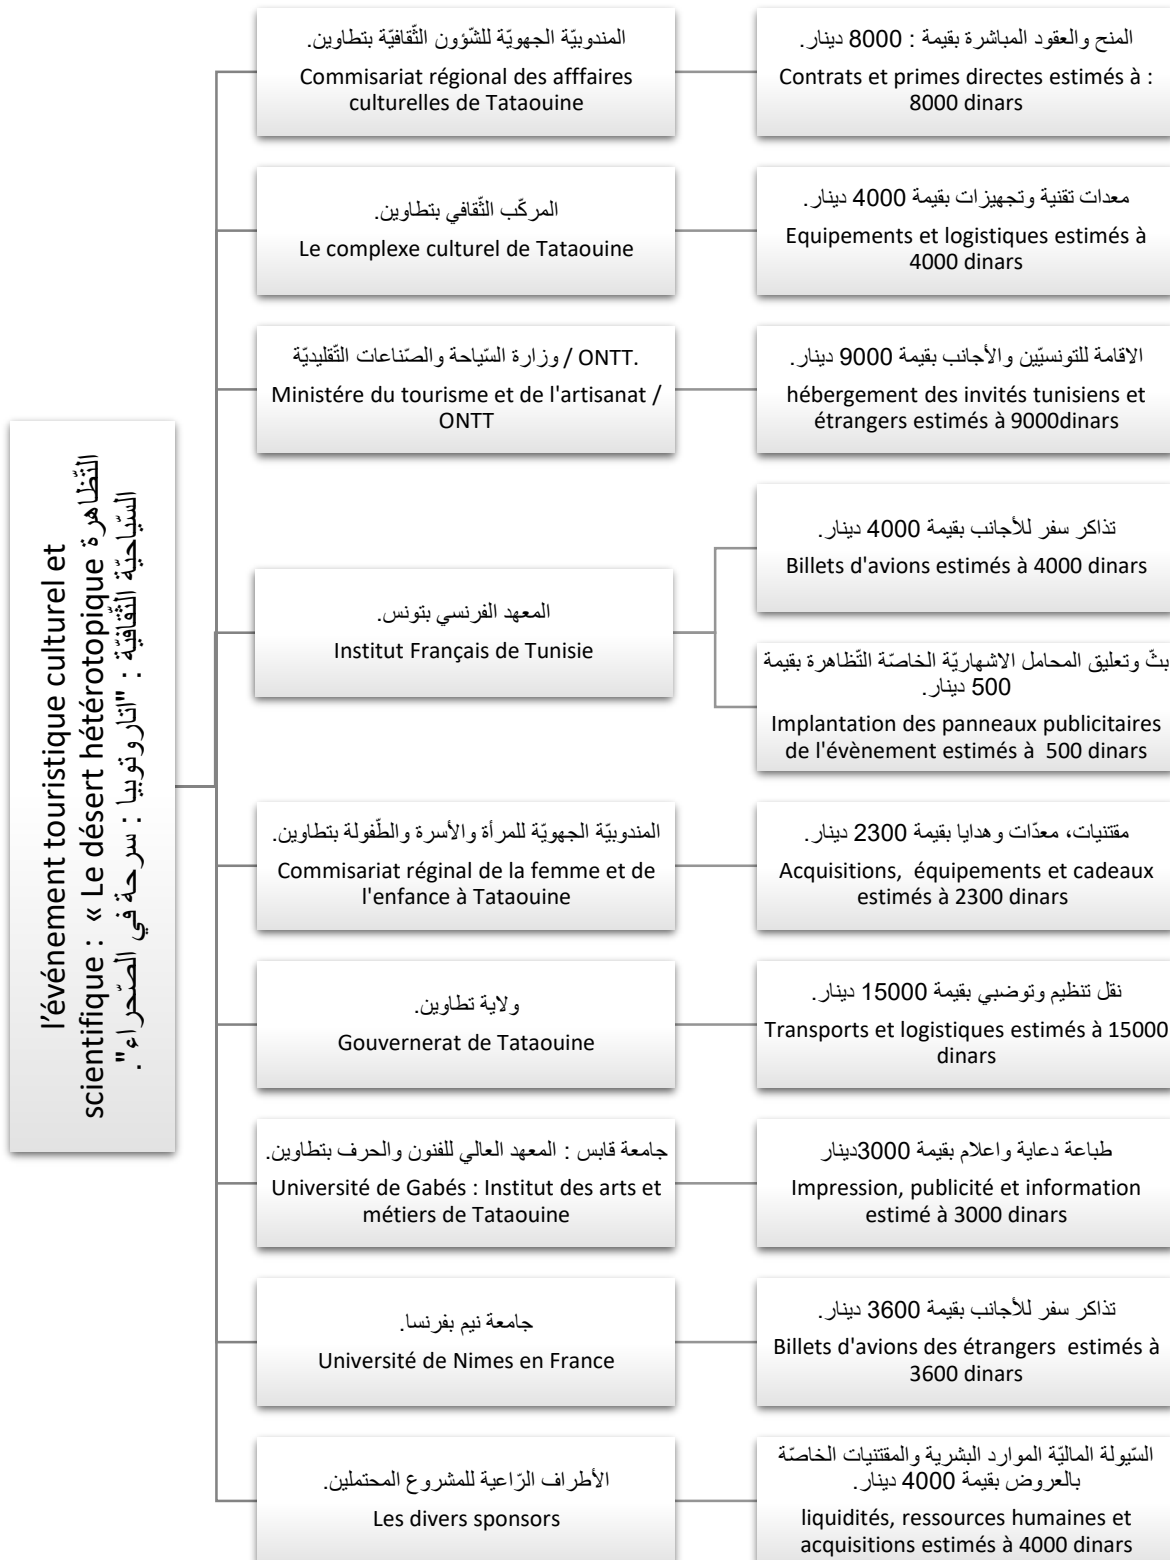 l'événement touristique culturel et
scientifique : « Le désert hétérotopique التّظاهرة
السّياحيّة الثّقافيّة : "اتاروتوبيا : سرحة في الصّحراء".
المندوبيّة الجهويّة للشّؤون الثّقافيّة بتطاوين.
Commisariat régional des afffaires
culturelles de Tataouine
المنح والعقود المباشرة بقيمة : 8000 دينار.
Contrats et primes directes estimés à :
8000 dinars
المركّب الثّقافي بتطاوين.
Le complexe culturel de Tataouine
معدات تقنية وتجهيزات بقيمة 4000 دينار.
Equipements et logistiques estimés à
4000 dinars
وزارة السّياحة والصّناعات التّقليديّة / ONTT.
Ministére du tourisme et de l'artisanat /
ONTT
الاقامة للتونسيّين والأجانب بقيمة 9000 دينار.
hébergement des invités tunisiens et
étrangers estimés à 9000dinars
المعهد الفرنسي بتونس.
Institut Français de Tunisie
تذاكر سفر للأجانب بقيمة 4000 دينار.
Billets d'avions estimés à 4000 dinars
بثّ وتعليق المحامل الاشهاريّة الخاصّة التّظاهرة بقيمة
500 دينار.
Implantation des panneaux publicitaires
de l'évènement estimés à 500 dinars
المندوبيّة الجهويّة للمرأة والأسرة والطّفولة بتطاوين.
Commisariat réginal de la femme et de
l'enfance à Tataouine
مقتنيات، معدّات وهدايا بقيمة 2300 دينار.
Acquisitions, équipements et cadeaux
estimés à 2300 dinars
ولاية تطاوين.
Gouvernerat de Tataouine
نقل تنظيم وتوضبي بقيمة 15000 دينار.
Transports et logistiques estimés à 15000
dinars
جامعة قابس : المعهد العالي للفنون والحرف بتطاوين.
Université de Gabés : Institut des arts et
métiers de Tataouine
طباعة دعاية واعلام بقيمة 3000دينار
Impression, publicité et information
estimé à 3000 dinars
جامعة نيم بفرنسا.
Université de Nimes en France
تذاكر سفر للأجانب بقيمة 3600 دينار.
Billets d'avions des étrangers estimés à
3600 dinars
الأطراف الرّاعية للمشروع المحتملين.
Les divers sponsors
السّيولة الماليّة الموارد البشرية والمقتنيات الخاصّة
بالعروض بقيمة 4000 دينار.
liquidités, ressources humaines et
acquisitions estimés à 4000 dinars